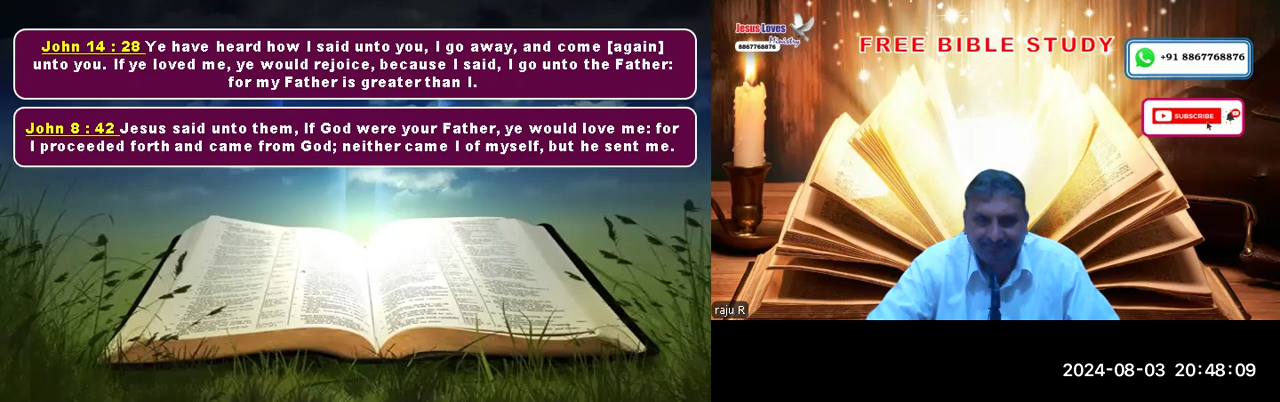 John 14 : 28 Ye have heard how I said unto you, I go away, and come [again]
unto you. If ye loved me, ye would rejoice, because I said, I go unto the Father:
for my Father is greater than I.
John 8 : 42 Jesus said unto them, If God were your Father, ye would love me: for
I proceeded forth and came from God; neither came I of myself, but he sent me.
Jesus Loves
Ministry
8867768876
FREE BIBLE STUDY
+91 8867768876
SUBSCRIBE
raju R
2024-08-03 20:48:09